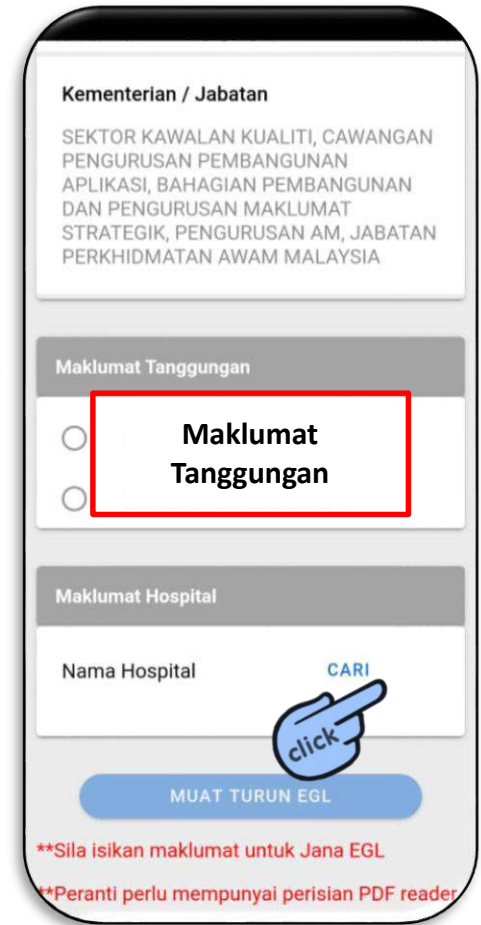 Kementerian / Jabatan
SEKTOR KAWALAN KUALITI, CAWANGAN
PENGURUSAN PEMBANGUNAN
APLIKASI, BAHAGIAN PEMBANGUNAN
DAN PENGURUSAN MAKLUMAT
STRATEGIK, PENGURUSAN AM, JABATAN
PERKHIDMATAN AWAM MALAYSIA
Maklumat Tanggungan
Maklumat
Tanggungan
Maklumat Hospital
Nama Hospital CARI
click
MUAT TURUN EGL
**Sila isikan maklumat untuk Jana EGL
**Peranti perlu mempunyai perisian PDF reader